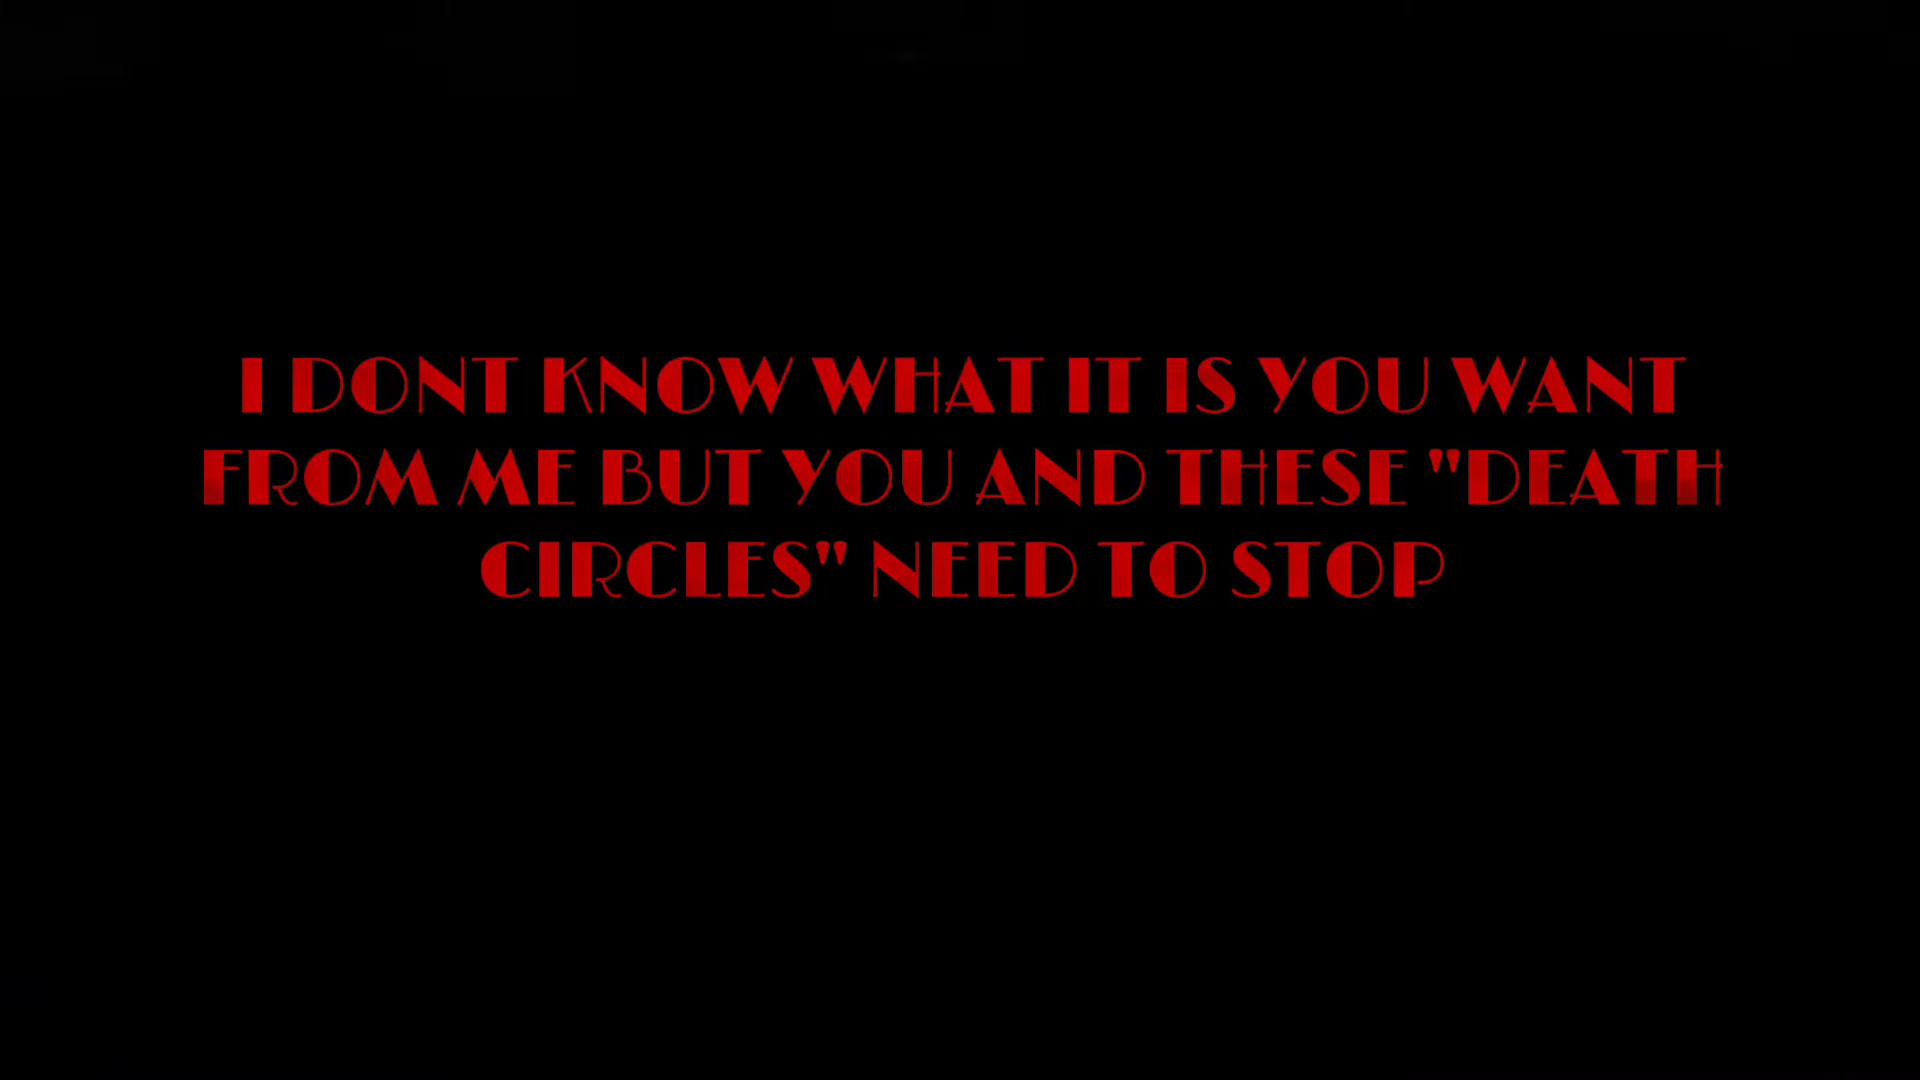 I DONT KNOW WHAT IT IS YOU WANT
FROM ME BUT YOU AND THESE "DEATH
CIRCLES" NEED TO STOP